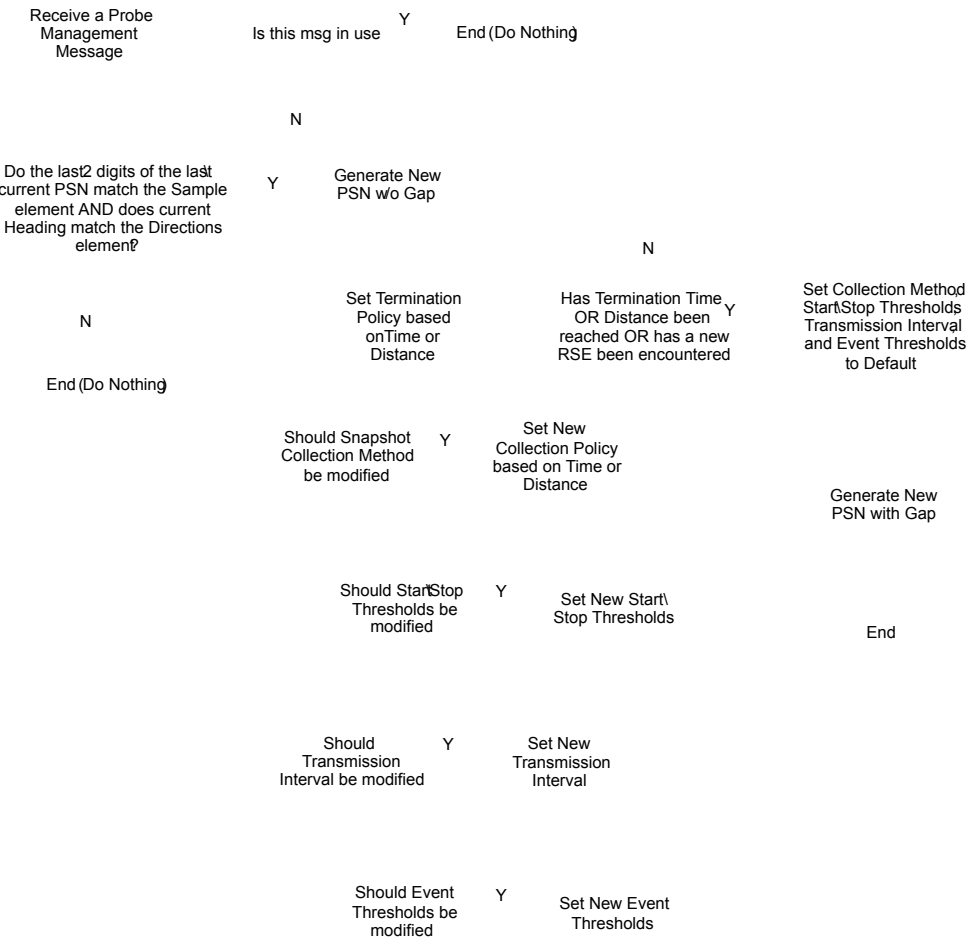 Receive a Probe
Management
Message
Is this msg in use
Y
End (Do Nothing)
N
Do the last 2 digits of the last\
current PSN match the Sample
element AND does current
Heading match the Directions
element?
Y
Generate New
PSN w/o Gap
N
End (Do Nothing)
Set Termination
Policy based
onTime or
Distance
N
Has Termination Time
OR Distance been
reached OR has a new
RSE been encountered
Y
Set Collection Method,
Start\Stop Thresholds,
Transmission Interval,
and Event Thresholds
to Default
Should Snapshot
Collection Method
be modified
Y
Set New
Collection Policy
based on Time or
Distance
Generate New
PSN with Gap
Should Start\Stop
Thresholds be
modified
Y
Set New Start\
Stop Thresholds
End
Should
Transmission
Interval be modified
Y
Set New
Transmission
Interval
Should Event
Thresholds be
modified
Y
Set New Event
Thresholds